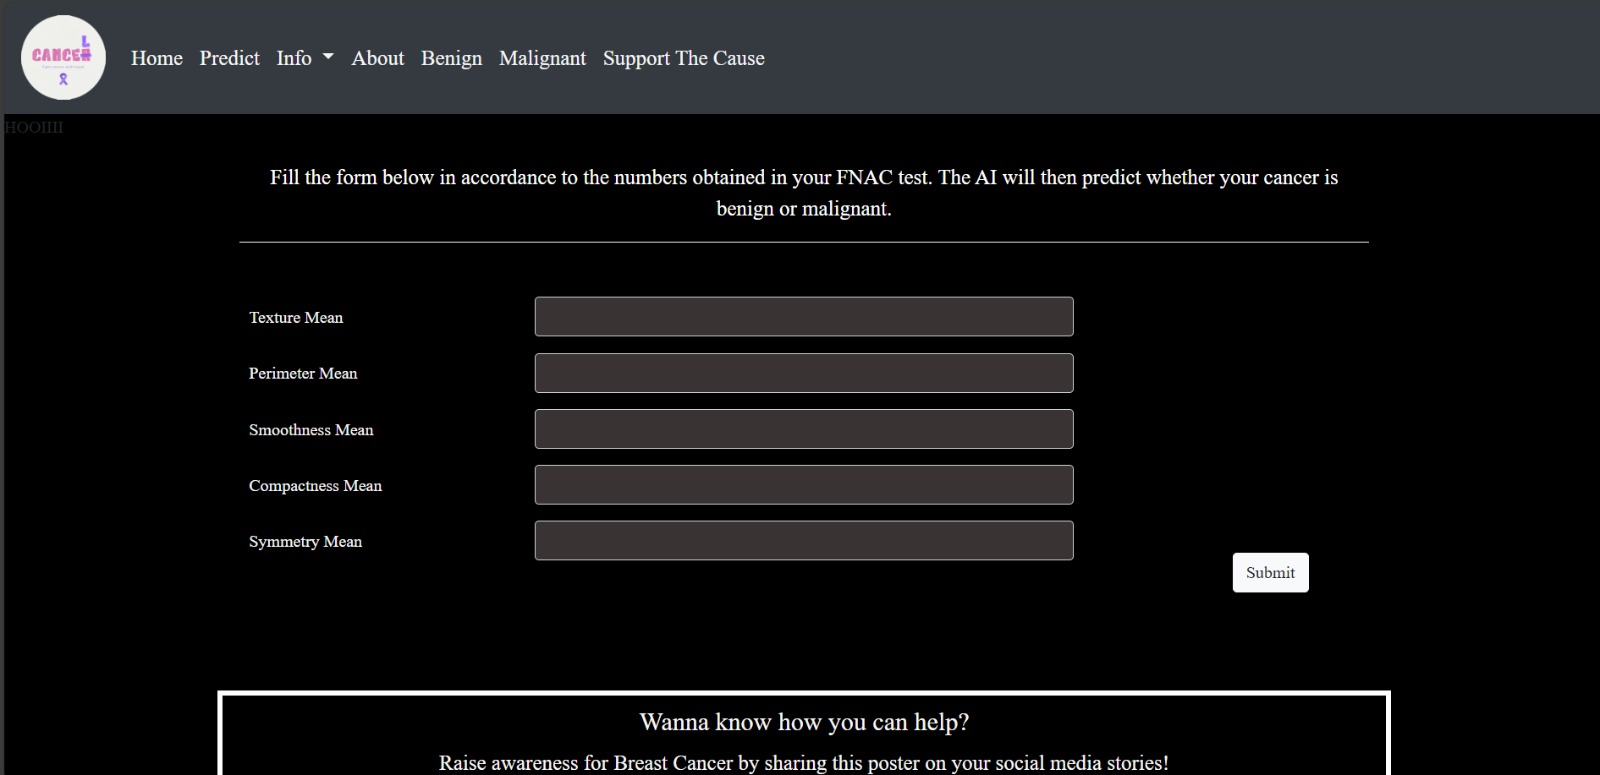 CANCER
L
Home Predict Info About Benign Malignant Support The Cause
HOOIIII
Fill the form below in accordance to the numbers obtained in your FNAC test. The AI will then predict whether your cancer is
benign or malignant.
Texture Mean
Perimeter Mean
Smoothness Mean
Compactness Mean
Symmetry Mean
Submit
Wanna know how you can help?
Raise awareness for Breast Cancer by sharing this poster on your social media stories!